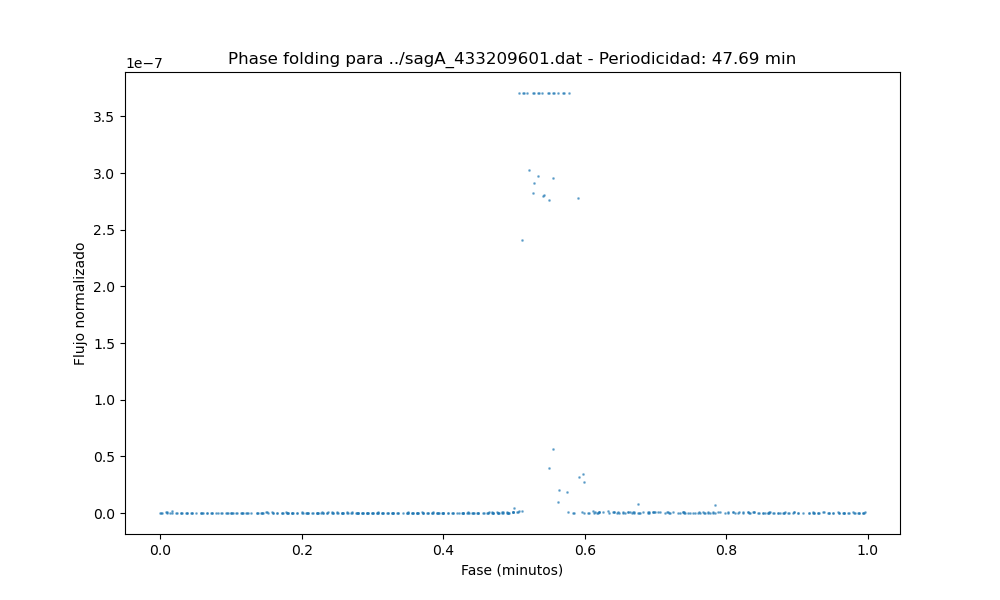 Phase folding para ../sagA_433209601.dat - Periodicidad: 47.69 min
1e−7
3.5
3.0
2.5
2.0
1.5
1.0
0.5
0.0
Flujo normalizado
0.0 0.2 0.4 0.6 0.8 1.0
Fase (minutos)